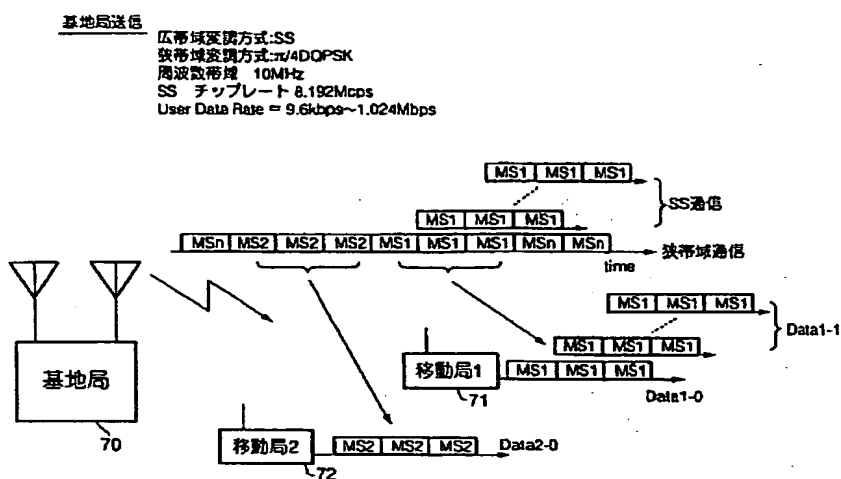 基地局送信
広帯域変調方式:SS
狭帯域変調方式:π/4DQPSK
周波数帯域 10MHz
SS チップレート 8.192Mcps
User Data Rate = 9.6kbps~1.024Mbps
MS1 MS1 MS1
SS通信
MS1 MS1 MS1
MSn MS2 MS2 MS2 MS1 MS1 MS1 MSn MSn
狭帯域通信
time
MS1 MS1 MS1
Data1-1
MS1 MS1 MS1
移動局1
MS1 MS1 MS1
71
Data1-0
基地局
70
移動局2
MS2 MS2 MS2
Data2-0
72